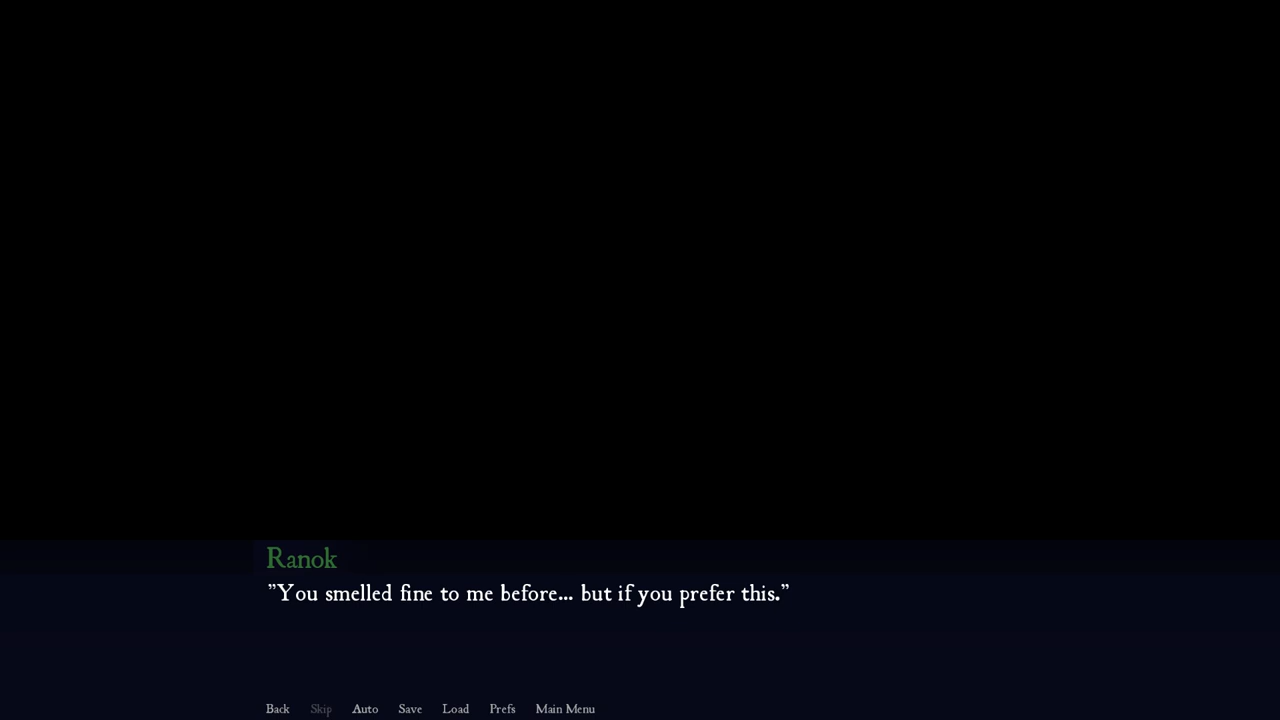 Ranok
”You smelled fine to me before... but if you prefer this.”
Back Skip Auto Save Load Prefs Main Menu